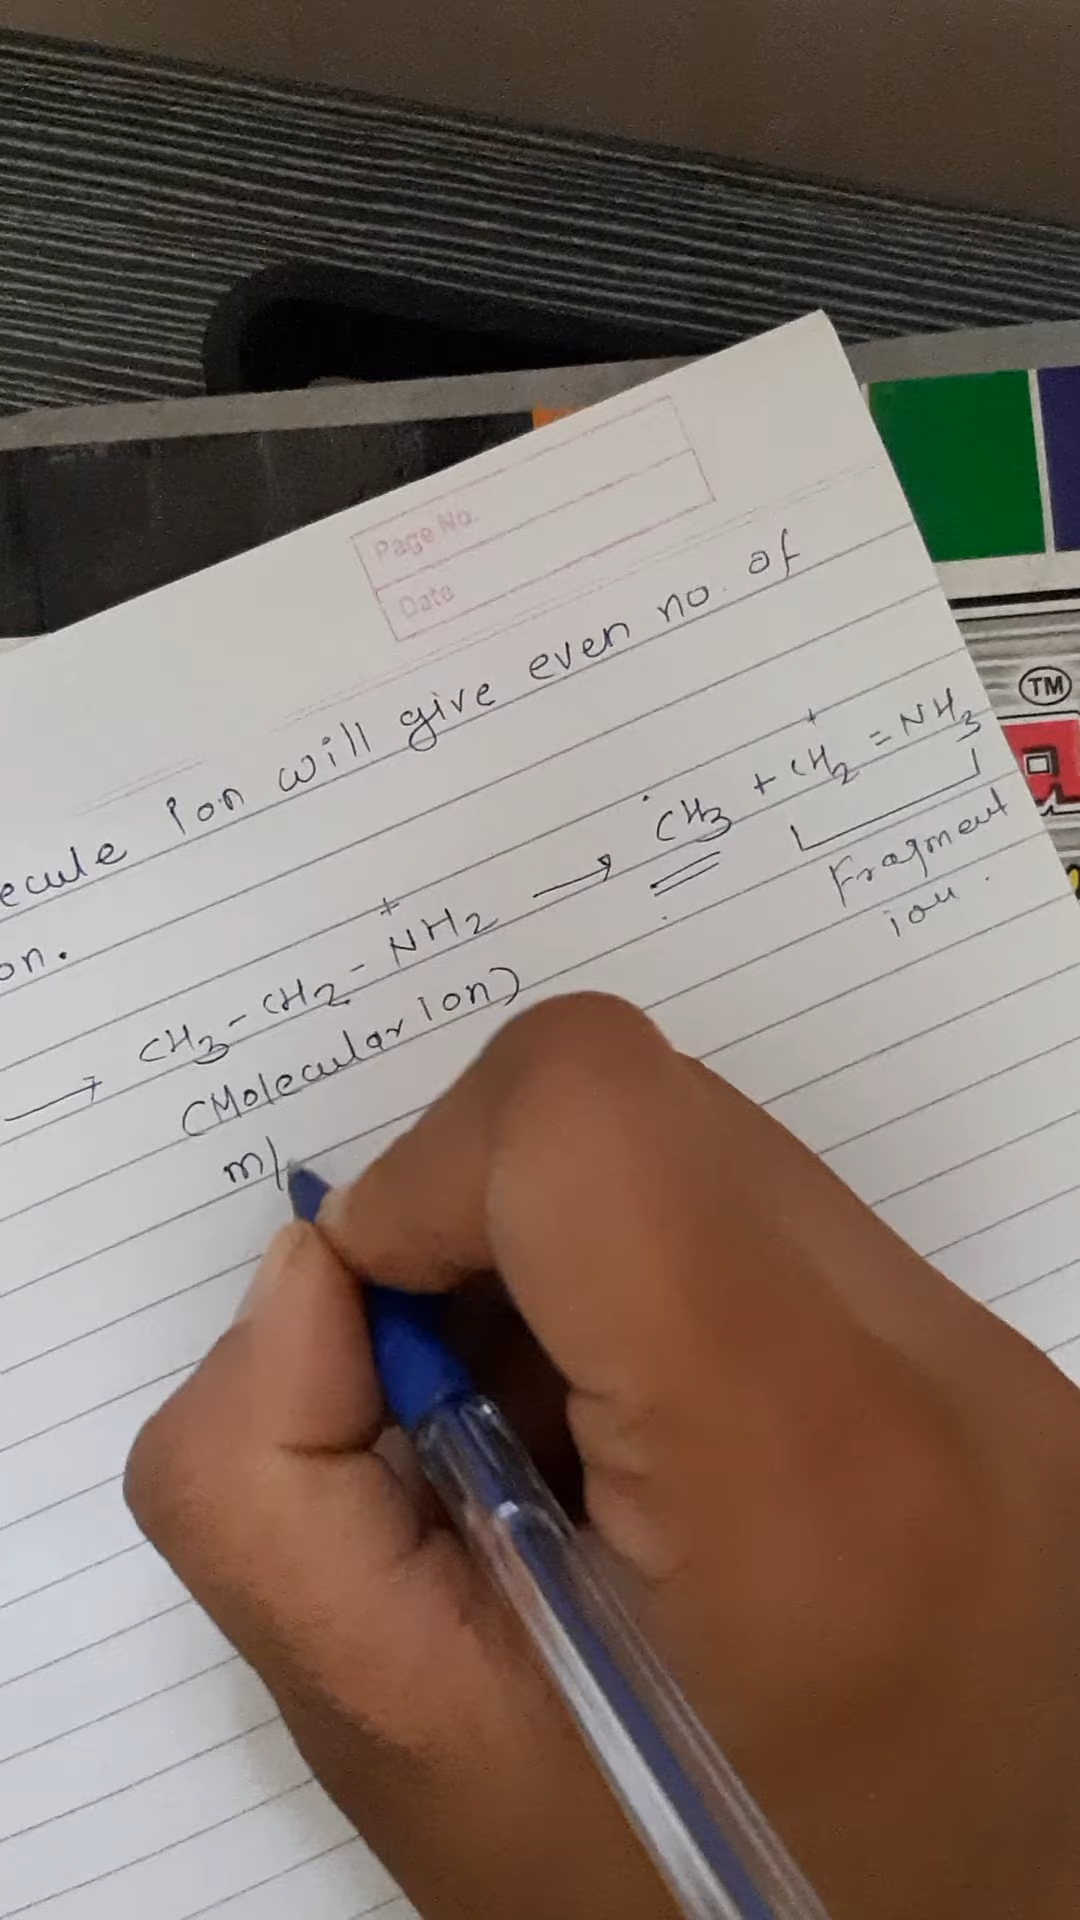 Page No.
Date
ecule ion will give even no. of
on.
→ CH3 - CH2 - N+H2 → ·CH3 + CH2+ = NH3
(Molecular ion)
Fragment
ion.
m/
TM